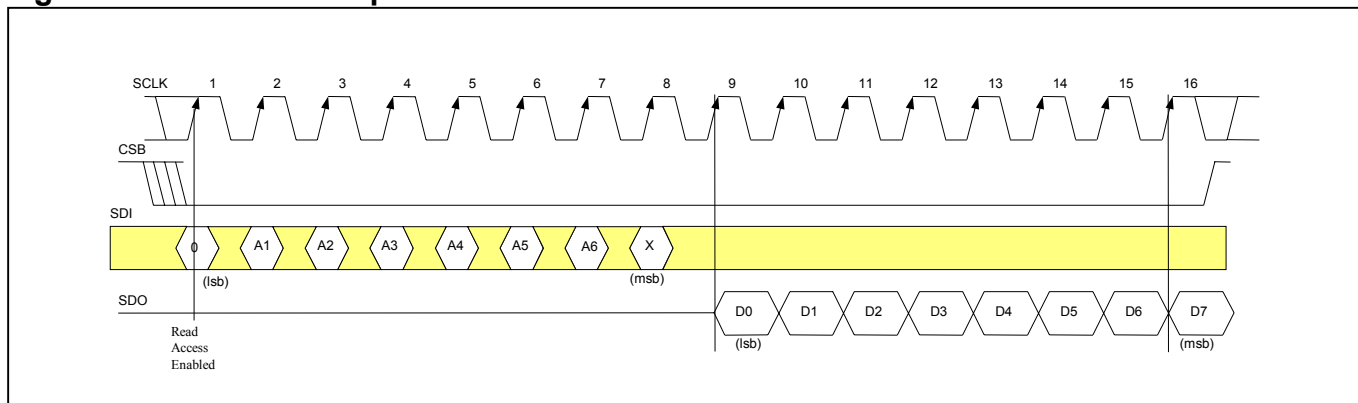 SCLK 1 2 3 4 5 6 7 8 9 10 11 12 13 14 15 16
CSB
SDI
0 A1 A2 A3 A4 A5 A6 X
(lsb) (msb)
SDO
D0 D1 D2 D3 D4 D5 D6 D7
(lsb) (msb)
Read
Access
Enabled